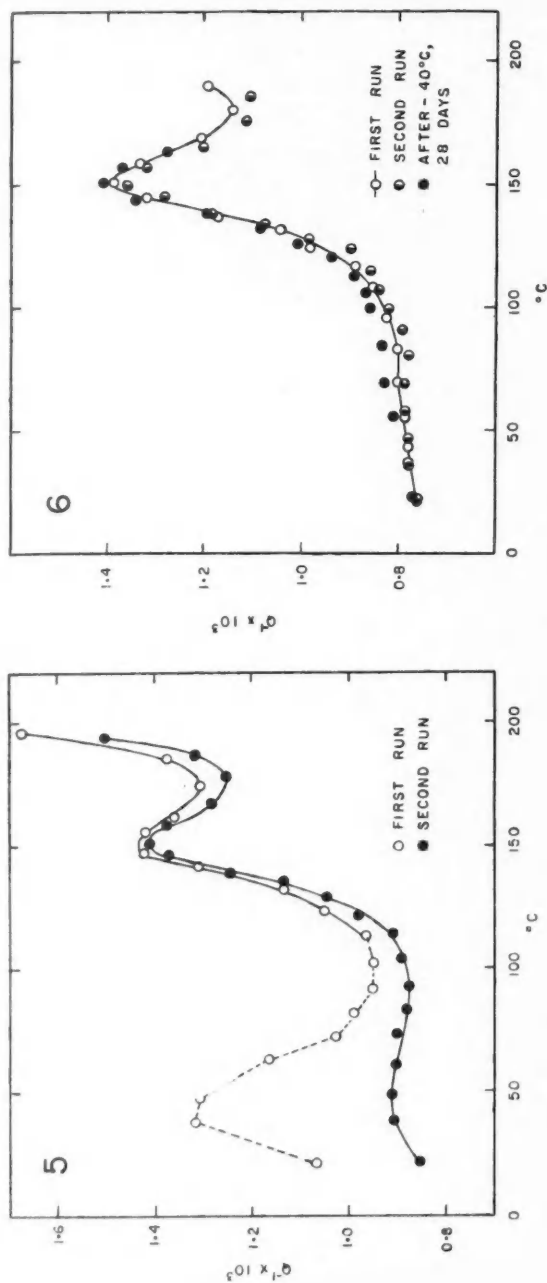 5
Q⁻¹ × 10³
1·6
1·4
1·2
1·0
0·8
0
50
100
150
200
°C
○ FIRST RUN
● SECOND RUN
6
Q⁻¹ × 10³
1·4
1·2
1·0
0·8
0
50
100
150
200
°C
-○- FIRST RUN
◒ SECOND RUN
● AFTER - 40°C,
28 DAYS